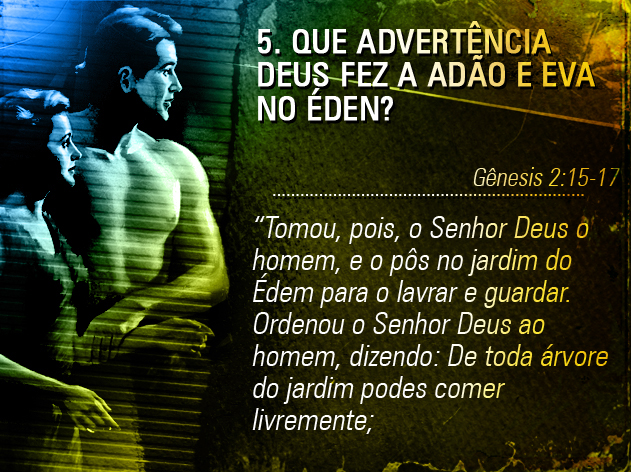 5. QUE ADVERTÊNCIA
DEUS FEZ A ADÃO E EVA
NO ÉDEN?
Gênesis 2:15-17
“Tomou, pois, o Senhor Deus o
homem, e o pôs no jardim do
Édem para o lavrar e guardar.
Ordenou o Senhor Deus ao
homem, dizendo: De toda árvore
do jardim podes comer
livremente;